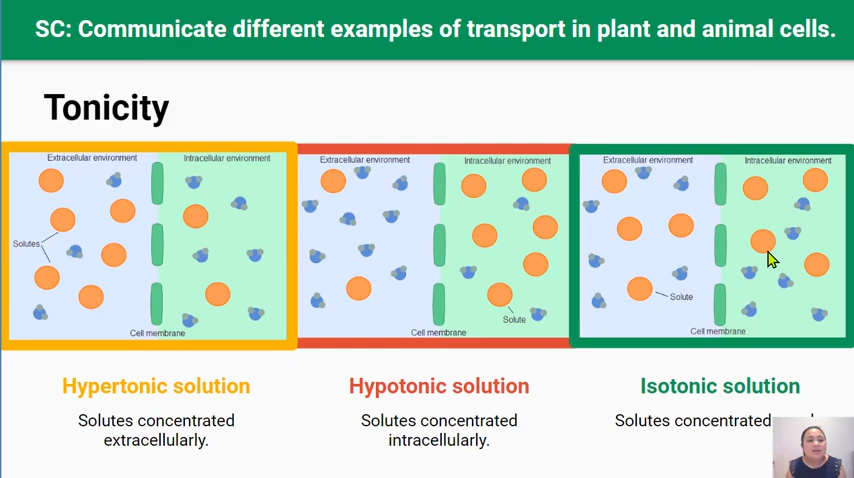 SC: Communicate different examples of transport in plant and animal cells.
Tonicity
Extracellular environment
Intracellular environment
Solutes
Cell membrane
Extracellular environment
Intracellular environment
Solute
Extracellular environment
Intracellular environment
Solute
Cell membrane
Hypertonic solution
Solutes concentrated
extracellularly.
Hypotonic solution
Solutes concentrated
intracellularly.
Isotonic solution
Solutes concentrated